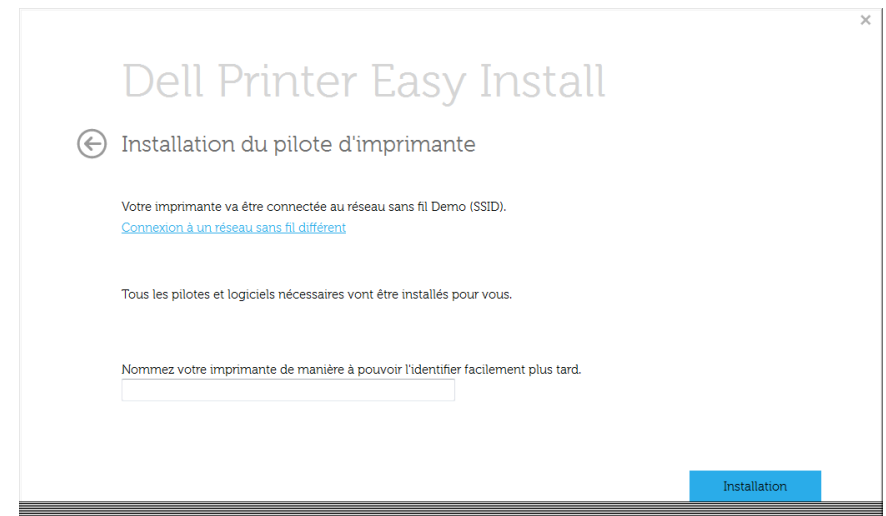 Dell Printer Easy Install
Installation du pilote d'imprimante
Votre imprimante va être connectée au réseau sans fil Demo (SSID).
Connexion à un réseau sans fil différent
Tous les pilotes et logiciels nécessaires vont être installés pour vous.
Nommez votre imprimante de manière à pouvoir l'identifier facilement plus tard.
Installation